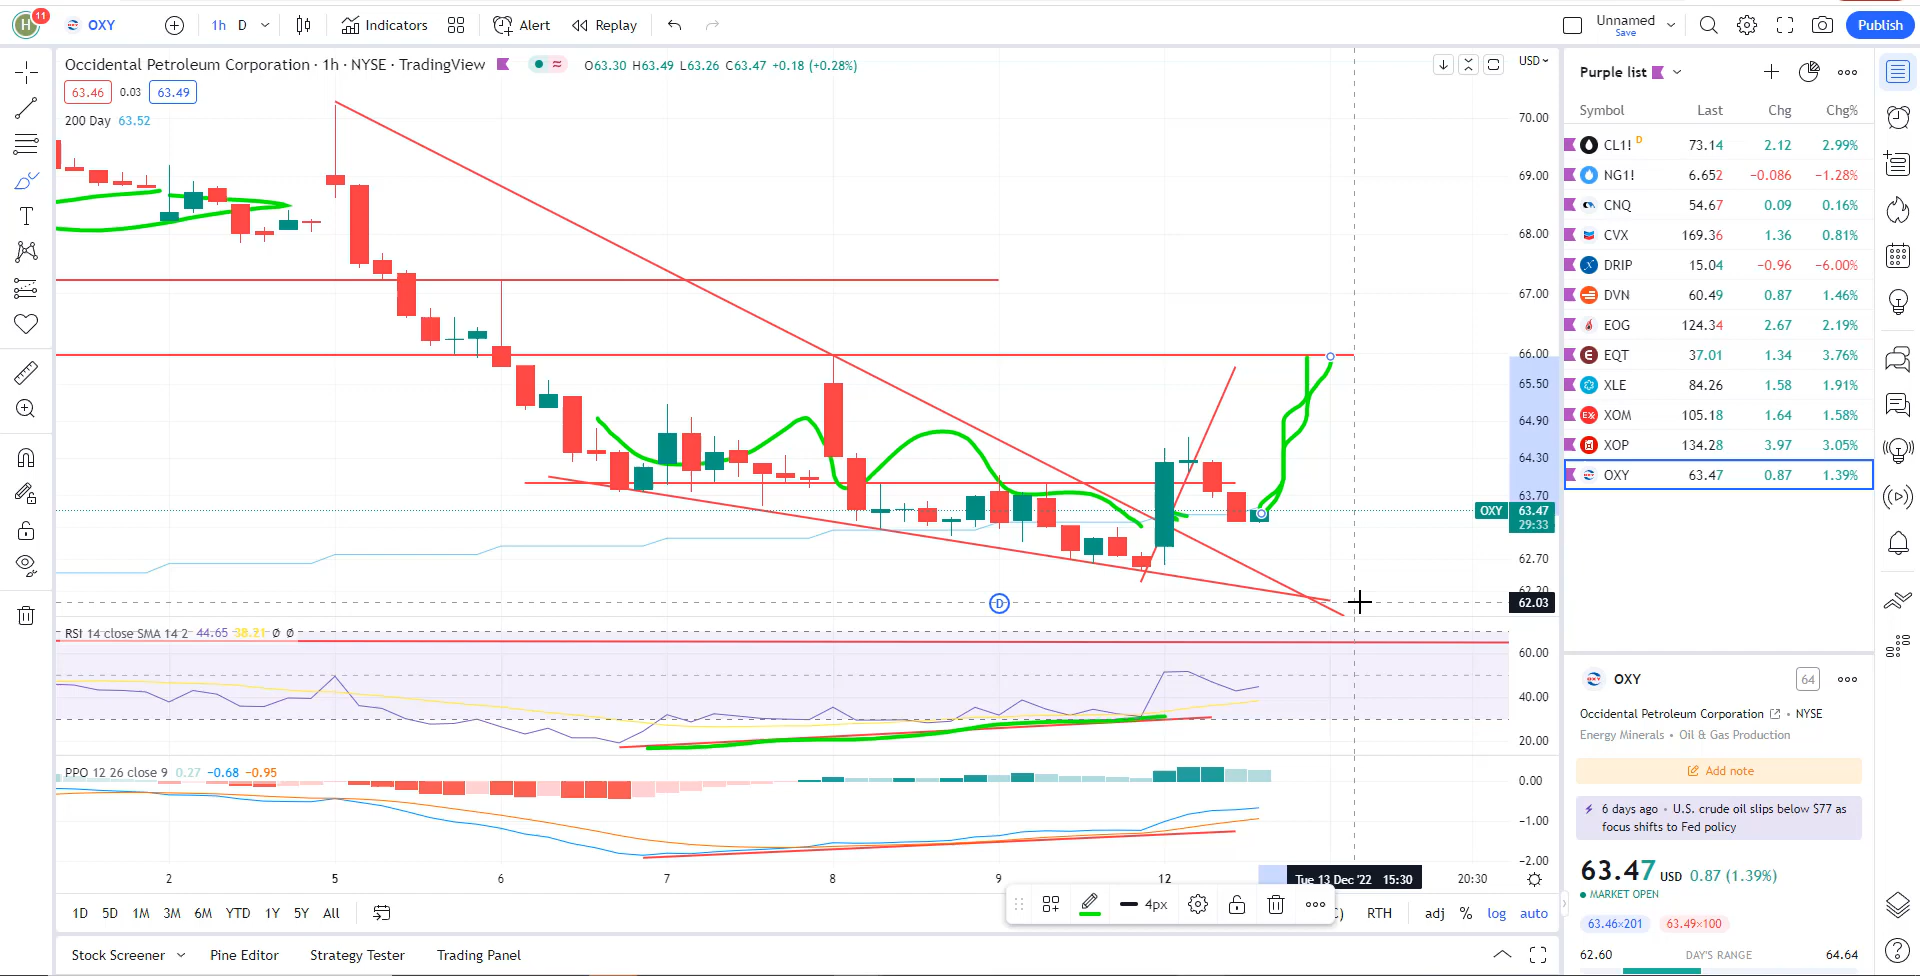 H
11
OXY
1h
D
Indicators
Alert
Replay
Unnamed
Save
Publish
Occidental Petroleum Corporation · 1h · NYSE · TradingView
O63.30 H63.49 L63.26 C63.47 +0.18 (+0.28%)
63.46
0.03
63.49
200 Day 63.52
USD
70.00
69.00
68.00
67.00
66.00
65.50
64.90
64.30
63.70
OXY
63.47
29:33
62.70
62.20
62.03
D
RSI 14 close SMA 14 2 44.65 38.21 Ø Ø
60.00
40.00
20.00
PPO 12 26 close 9 0.27 −0.68 −0.95
0.00
−1.00
−2.00
2
5
6
7
8
9
12
Tue 13 Dec '22 15:30
20:30
1D
5D
1M
3M
6M
YTD
1Y
5Y
All
4px
RTH
adj
%
log
auto
Stock Screener
Pine Editor
Strategy Tester
Trading Panel
Purple list
Symbol Last Chg Chg%
CL1! D 73.14 2.12 2.99%
NG1! 6.652 −0.086 −1.28%
CNQ 54.67 0.09 0.16%
CVX 169.36 1.36 0.81%
DRIP 15.04 −0.96 −6.00%
DVN 60.49 0.87 1.46%
EOG 124.34 2.67 2.19%
EQT 37.01 1.34 3.76%
XLE 84.26 1.58 1.91%
XOM 105.18 1.64 1.58%
XOP 134.28 3.97 3.05%
OXY 63.47 0.87 1.39%
OXY
64
Occidental Petroleum Corporation • NYSE
Energy Minerals • Oil & Gas Production
Add note
6 days ago • U.S. crude oil slips below $77 as
focus shifts to Fed policy
63.47 USD 0.87 (1.39%)
MARKET OPEN
63.46×201
63.49×100
62.60 DAY'S RANGE 64.64